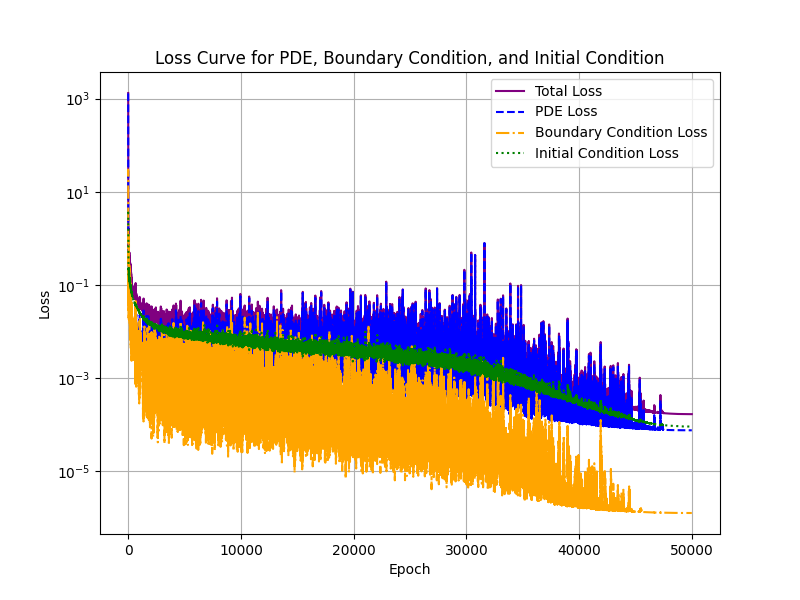 Loss Curve for PDE, Boundary Condition, and Initial Condition
Total Loss
PDE Loss
Boundary Condition Loss
Initial Condition Loss
10³
10¹
10⁻¹
10⁻³
10⁻⁵
Loss
0 10000 20000 30000 40000 50000
Epoch